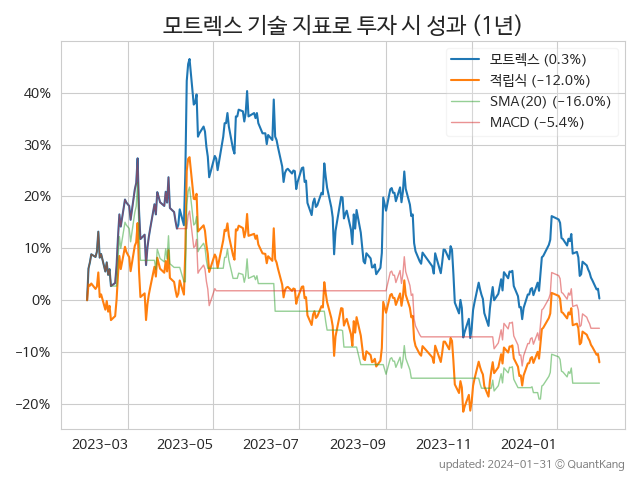 모트렉스 기술 지표로 투자 시 성과 (1년)
모트렉스 (0.3%)
적립식 (−12.0%)
SMA(20) (−16.0%)
MACD (−5.4%)
40%
30%
20%
10%
0%
−10%
−20%
2023-03 2023-05 2023-07 2023-09 2023-11 2024-01
updated: 2024-01-31 © QuantKang